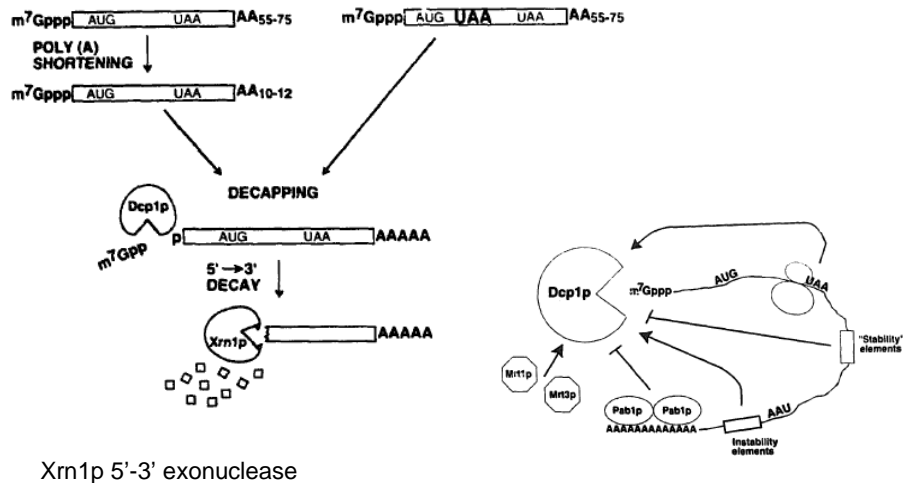 m7Gppp AUG UAA AA55-75
POLY (A)
SHORTENING
m7Gppp AUG UAA AA10-12
m7Gppp AUG UAA UAA AA55-75
DECAPPING
Dcp1p
m7Gpp
p AUG UAA AAAAA
5' → 3'
DECAY
Xrn1p
AAAAA
Dcp1p
m7Gppp
AUG
UAA
"Stability"
elements
Mrt1p
Mrt3p
Pab1p Pab1p
AAAAAAAAAAAAA
AAU
Instability
elements
Xrn1p 5'-3' exonuclease